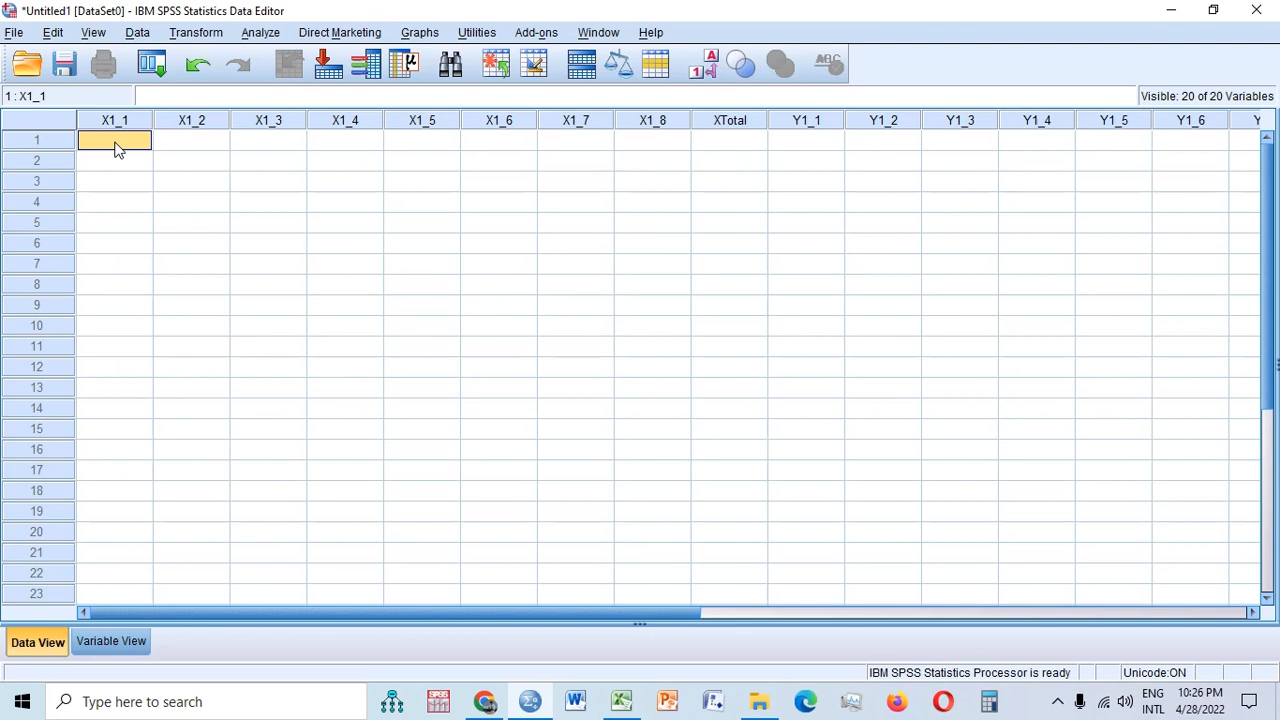 *Untitled1 [DataSet0] - IBM SPSS Statistics Data Editor
File Edit View Data Transform Analyze Direct Marketing Graphs Utilities Add-ons Window Help
1 : X1_1 Visible: 20 of 20 Variables
X1_1 X1_2 X1_3 X1_4 X1_5 X1_6 X1_7 X1_8 XTotal Y1_1 Y1_2 Y1_3 Y1_4 Y1_5 Y1_6 Y
1
2
3
4
5
6
7
8
9
10
11
12
13
14
15
16
17
18
19
20
21
22
23
Data View Variable View
IBM SPSS Statistics Processor is ready Unicode:ON
Type here to search
ENG 10:26 PM
INTL 4/28/2022